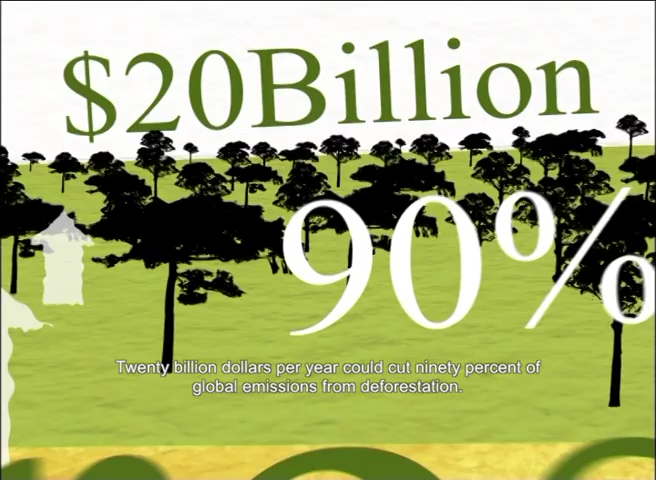 $20Billion
90%
Twenty billion dollars per year could cut ninety percent of
global emissions from deforestation.